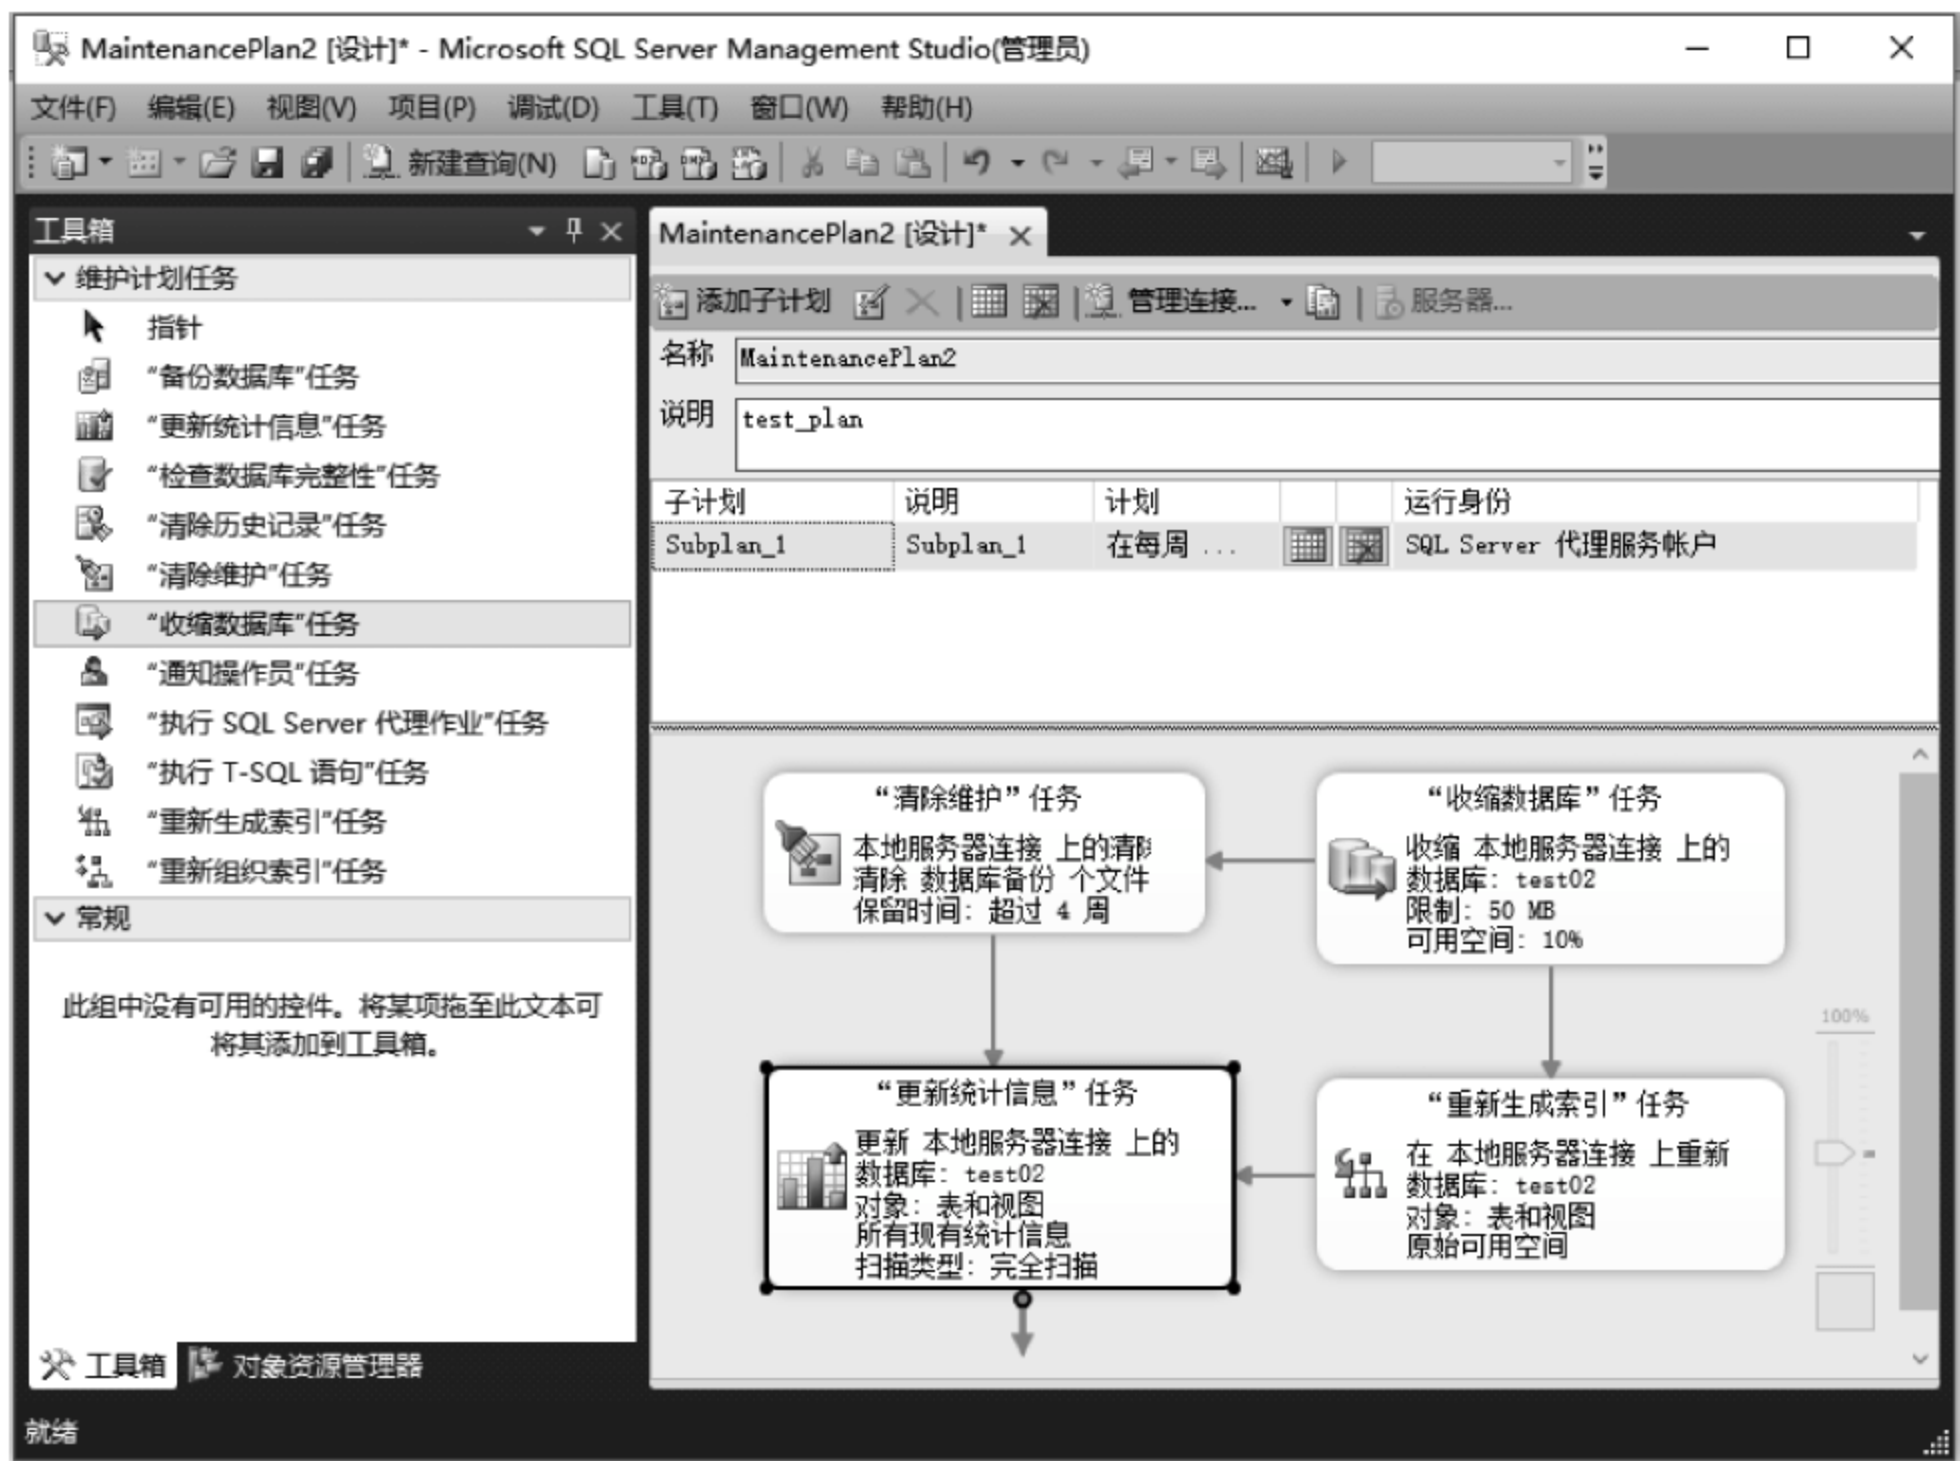 MaintenancePlan2 [设计]* - Microsoft SQL Server Management Studio(管理员)
文件(F) 编辑(E) 视图(V) 项目(P) 调试(D) 工具(T) 窗口(W) 帮助(H)
新建查询(N)
工具箱
维护计划任务
指针
“备份数据库”任务
“更新统计信息”任务
“检查数据库完整性”任务
“清除历史记录”任务
“清除维护”任务
“收缩数据库”任务
“通知操作员”任务
“执行 SQL Server 代理作业”任务
“执行 T-SQL 语句”任务
“重新生成索引”任务
“重新组织索引”任务
常规
此组中没有可用的控件。将某项拖至此文本可
将其添加到工具箱。
工具箱 对象资源管理器
MaintenancePlan2 [设计]*
添加子计划 管理连接... 服务器...
名称 MaintenancePlan2
说明 test_plan
子计划 说明 计划 运行身份
Subplan_1 Subplan_1 在每周 ... SQL Server 代理服务帐户
“清除维护”任务
本地服务器连接 上的清除
清除 数据库备份 个文件
保留时间: 超过 4 周
“收缩数据库”任务
收缩 本地服务器连接 上的
数据库: test02
限制: 50 MB
可用空间: 10%
“更新统计信息”任务
更新 本地服务器连接 上的
数据库: test02
对象: 表和视图
所有现有统计信息
扫描类型: 完全扫描
“重新生成索引”任务
在 本地服务器连接 上重新
数据库: test02
对象: 表和视图
原始可用空间
100%
就绪